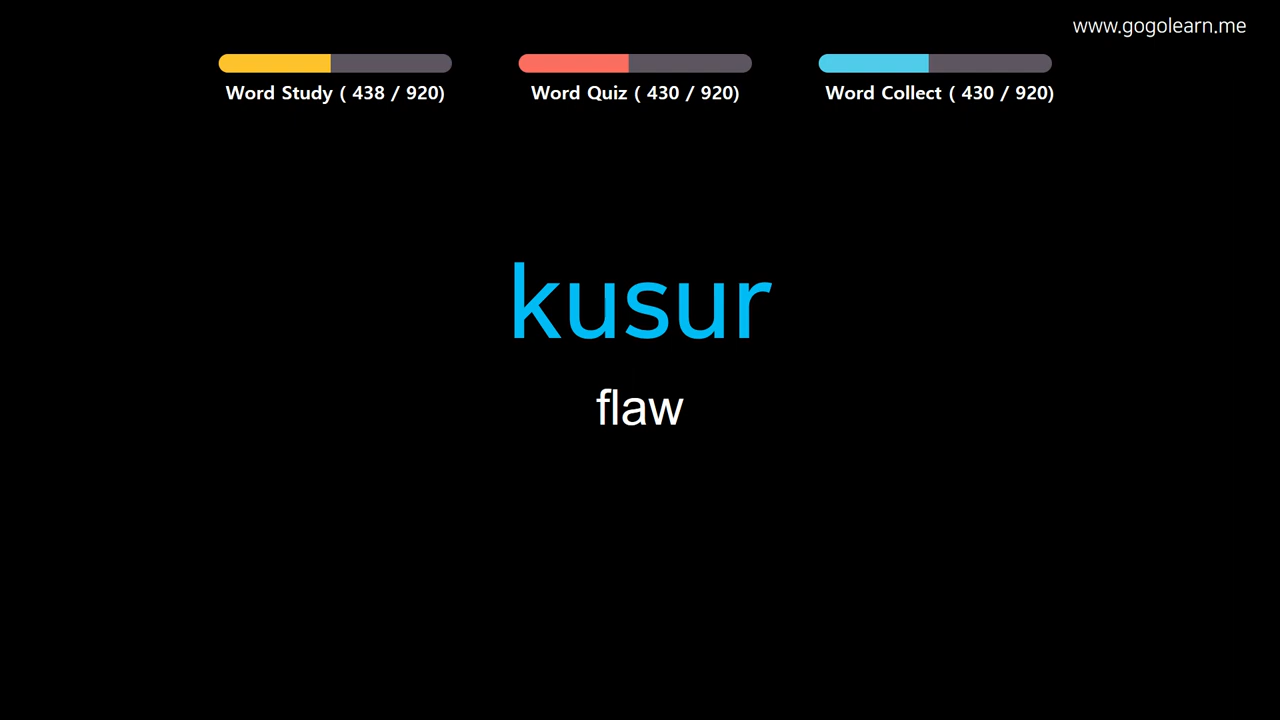 www.gogolearn.me
Word Study ( 438 / 920)
Word Quiz ( 430 / 920)
Word Collect ( 430 / 920)
kusur
flaw